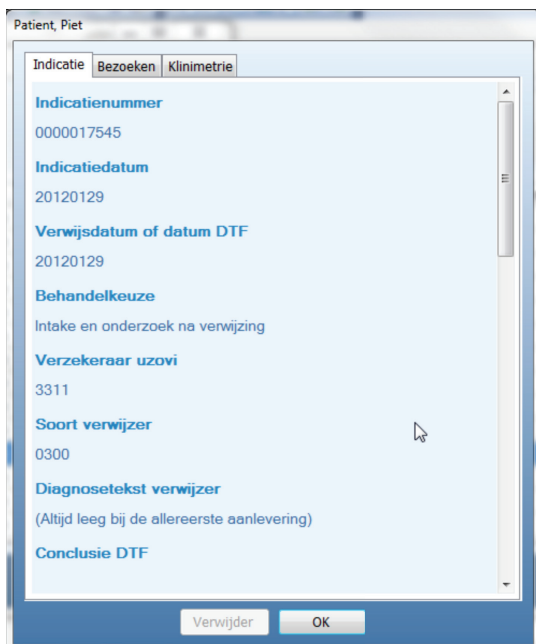 Patient, Piet
Indicatie Bezoeken Klinimetrie
Indicatienummer
0000017545
Indicatiedatum
20120129
Verwijsdatum of datum DTF
20120129
Behandelkeuze
Intake en onderzoek na verwijzing
Verzekeraar uzovi
3311
Soort verwijzer
0300
Diagnosetekst verwijzer
(Altijd leeg bij de allereerste aanlevering)
Conclusie DTF
Verwijder OK